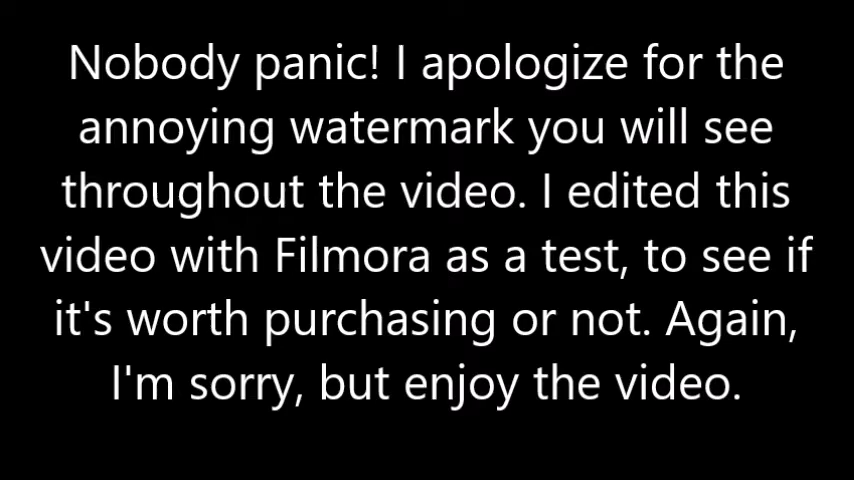 Nobody panic! I apologize for the
annoying watermark you will see
throughout the video. I edited this
video with Filmora as a test, to see if
it's worth purchasing or not. Again,
I'm sorry, but enjoy the video.